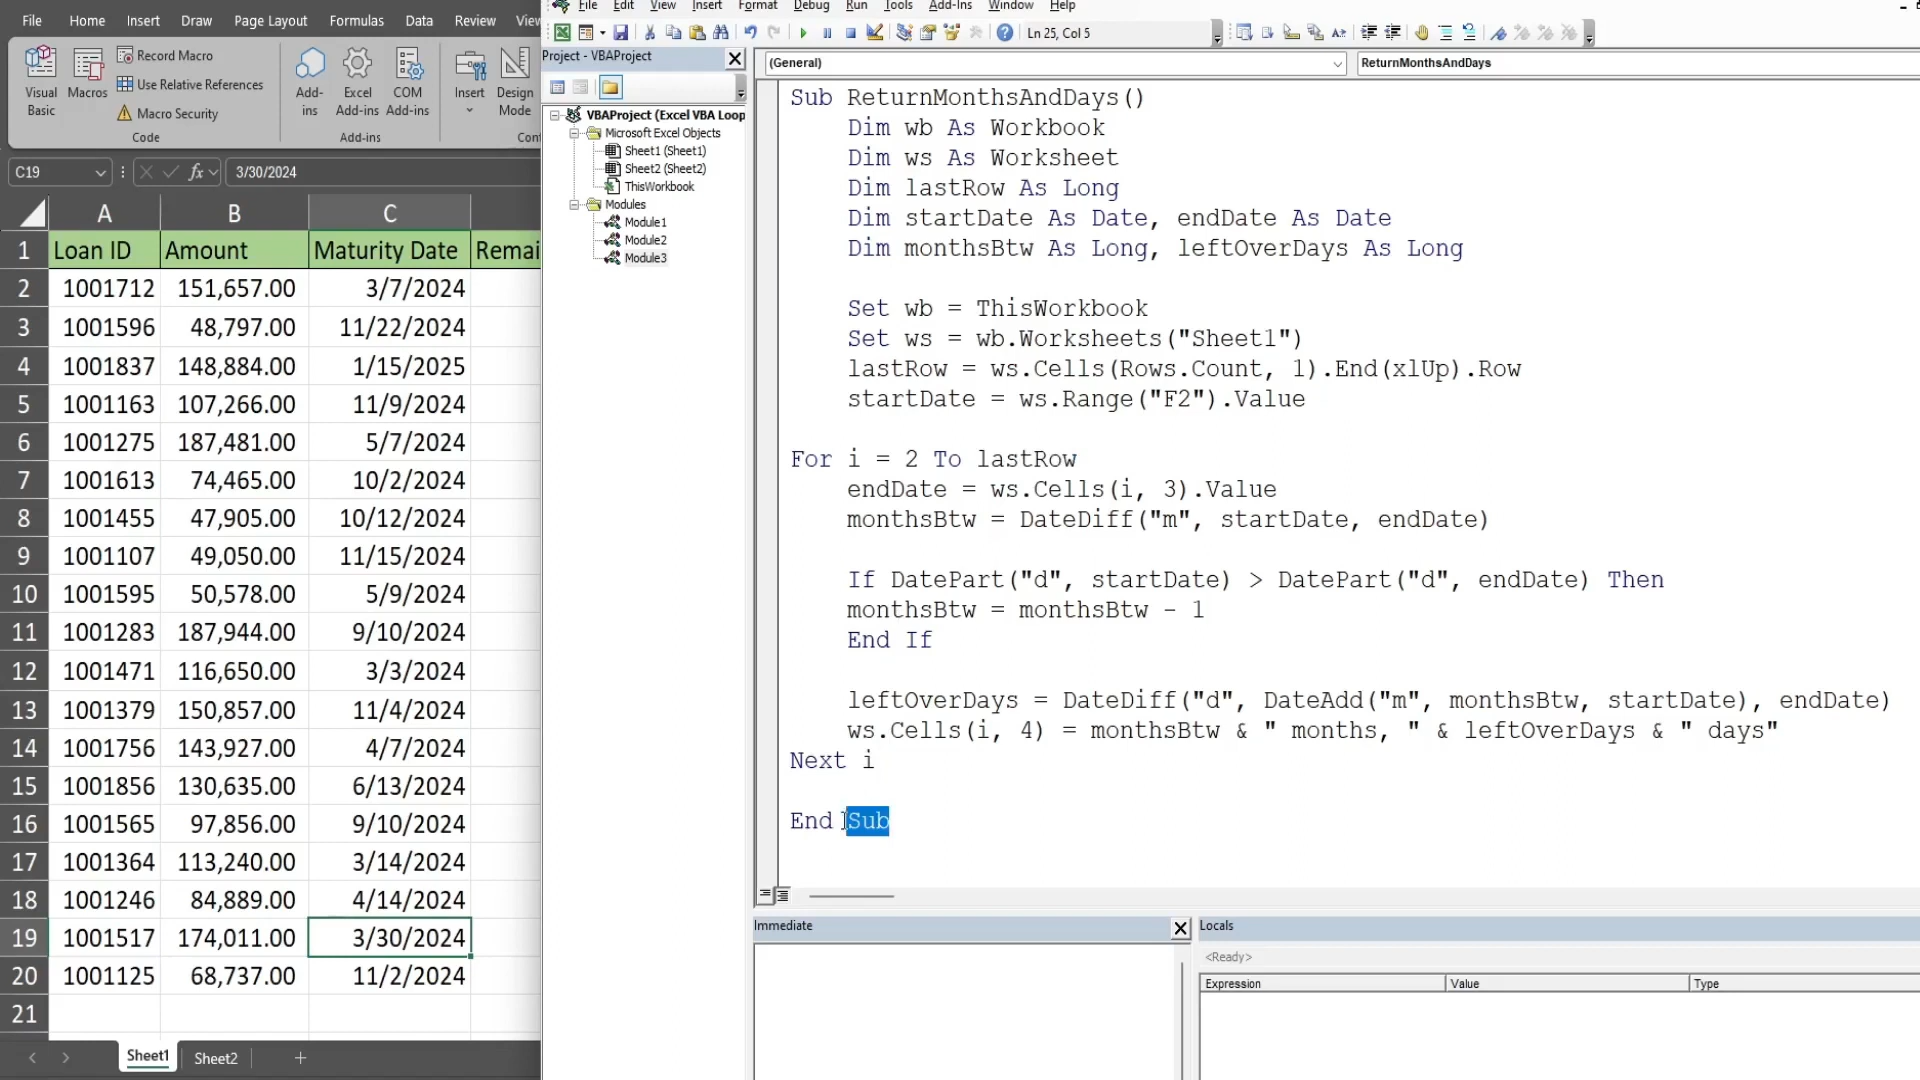 File Home Insert Draw Page Layout Formulas Data Review View
Visual Basic
Macros
Record Macro
Use Relative References
Macro Security
Code
Add-ins
Excel Add-ins
COM Add-ins
Add-ins
Insert
Design Mode
Cont
C19 fx 3/30/2024
A B C
1 Loan ID Amount Maturity Date Remai
2 1001712 151,657.00 3/7/2024
3 1001596 48,797.00 11/22/2024
4 1001837 148,884.00 1/15/2025
5 1001163 107,266.00 11/9/2024
6 1001275 187,481.00 5/7/2024
7 1001613 74,465.00 10/2/2024
8 1001455 47,905.00 10/12/2024
9 1001107 49,050.00 11/15/2024
10 1001595 50,578.00 5/9/2024
11 1001283 187,944.00 9/10/2024
12 1001471 116,650.00 3/3/2024
13 1001379 150,857.00 11/4/2024
14 1001756 143,927.00 4/7/2024
15 1001856 130,635.00 6/13/2024
16 1001565 97,856.00 9/10/2024
17 1001364 113,240.00 3/14/2024
18 1001246 84,889.00 4/14/2024
19 1001517 174,011.00 3/30/2024
20 1001125 68,737.00 11/2/2024
21
Sheet1 Sheet2 +
File Edit View Insert Format Debug Run Tools Add-Ins Window Help
Ln 25, Col 5
Project - VBAProject
VBAProject (Excel VBA Loop
Microsoft Excel Objects
Sheet1 (Sheet1)
Sheet2 (Sheet2)
ThisWorkbook
Modules
Module1
Module2
Module3
(General) ReturnMonthsAndDays
Sub ReturnMonthsAndDays()
Dim wb As Workbook
Dim ws As Worksheet
Dim lastRow As Long
Dim startDate As Date, endDate As Date
Dim monthsBtw As Long, leftOverDays As Long
Set wb = ThisWorkbook
Set ws = wb.Worksheets("Sheet1")
lastRow = ws.Cells(Rows.Count, 1).End(xlUp).Row
startDate = ws.Range("F2").Value
For i = 2 To lastRow
endDate = ws.Cells(i, 3).Value
monthsBtw = DateDiff("m", startDate, endDate)
If DatePart("d", startDate) > DatePart("d", endDate) Then
monthsBtw = monthsBtw - 1
End If
leftOverDays = DateDiff("d", DateAdd("m", monthsBtw, startDate), endDate)
ws.Cells(i, 4) = monthsBtw & " months, " & leftOverDays & " days"
Next i
End Sub
Immediate
Locals
<Ready>
Expression Value Type